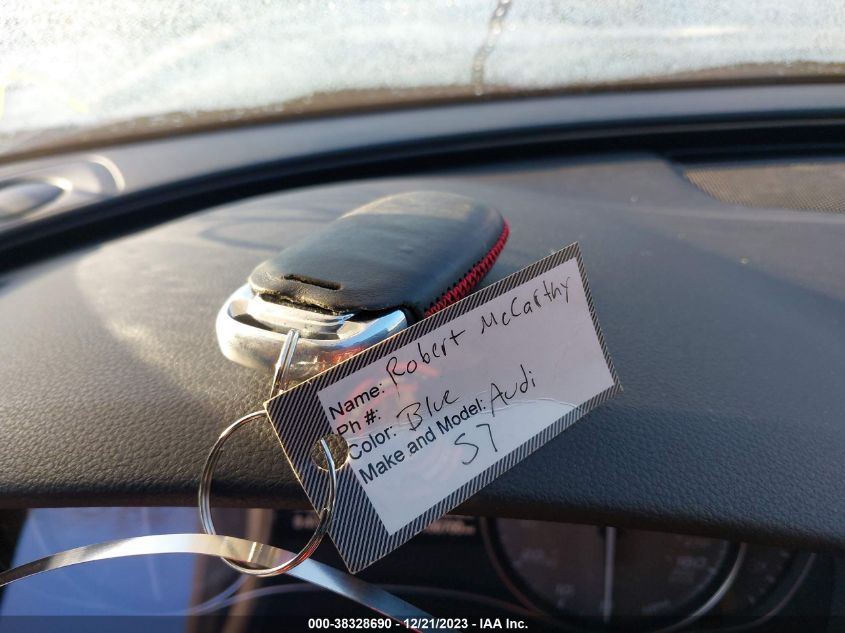 Name: Robert McCarthy
Ph #:
Color: Blue
Make and Model: Audi
S7
000-38328690 - 12/21/2023 - IAA Inc.